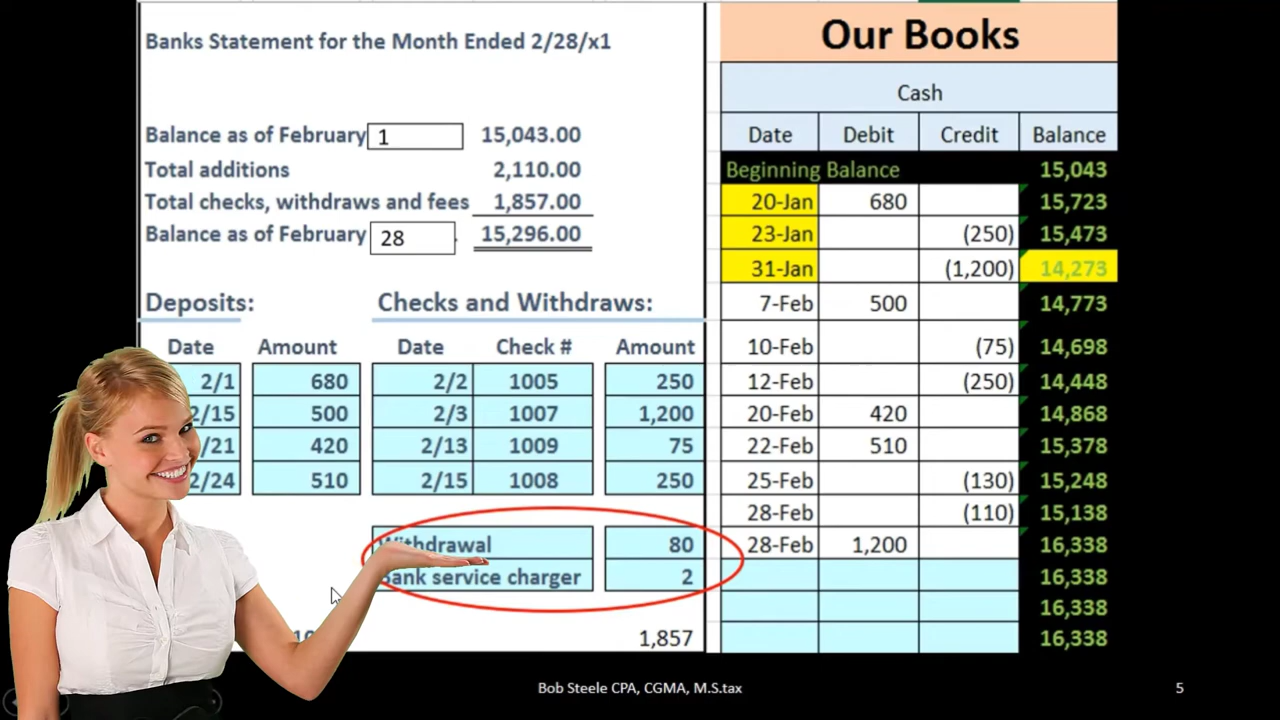 Banks Statement for the Month Ended 2/28/x1
Balance as of February 1 15,043.00
Total additions 2,110.00
Total checks, withdraws and fees 1,857.00
Balance as of February 28 15,296.00
Deposits: Checks and Withdraws:
Date Amount Date Check # Amount
2/1 680 2/2 1005 250
2/15 500 2/3 1007 1,200
/21 420 2/13 1009 75
2/24 510 2/15 1008 250
Withdrawal 80
Bank service charger 2
1,857
Our Books
Cash
Date Debit Credit Balance
Beginning Balance 15,043
20-Jan 680 15,723
23-Jan (250) 15,473
31-Jan (1,200) 14,273
7-Feb 500 14,773
10-Feb (75) 14,698
12-Feb (250) 14,448
20-Feb 420 14,868
22-Feb 510 15,378
25-Feb (130) 15,248
28-Feb (110) 15,138
28-Feb 1,200 16,338
16,338
16,338
16,338
Bob Steele CPA, CGMA, M.S.tax
5